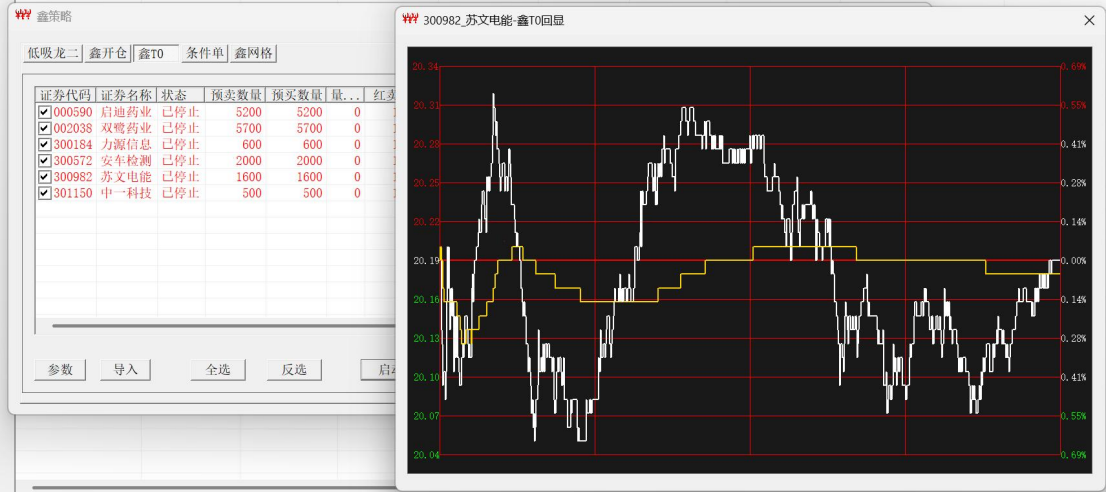 鑫策略
低吸龙二 鑫开仓 鑫T0 条件单 鑫网格
证券代码 证券名称 状态 预卖数量 预买数量 量... 红卖
000590 启迪药业 已停止 5200 5200 0
002038 双鹭药业 已停止 5700 5700 0
300184 力源信息 已停止 600 600 0
300572 安车检测 已停止 2000 2000 0
300982 苏文电能 已停止 1600 1600 0
301150 中一科技 已停止 500 500 0
参数 导入 全选 反选
300982_苏文电能-鑫T0回显
20.34 0.69%
20.31 0.55%
20.28 0.41%
20.25 0.28%
20.22 0.14%
20.19 0.00%
20.16 0.14%
20.13 0.28%
20.10 0.41%
20.07 0.55%
20.04 0.69%